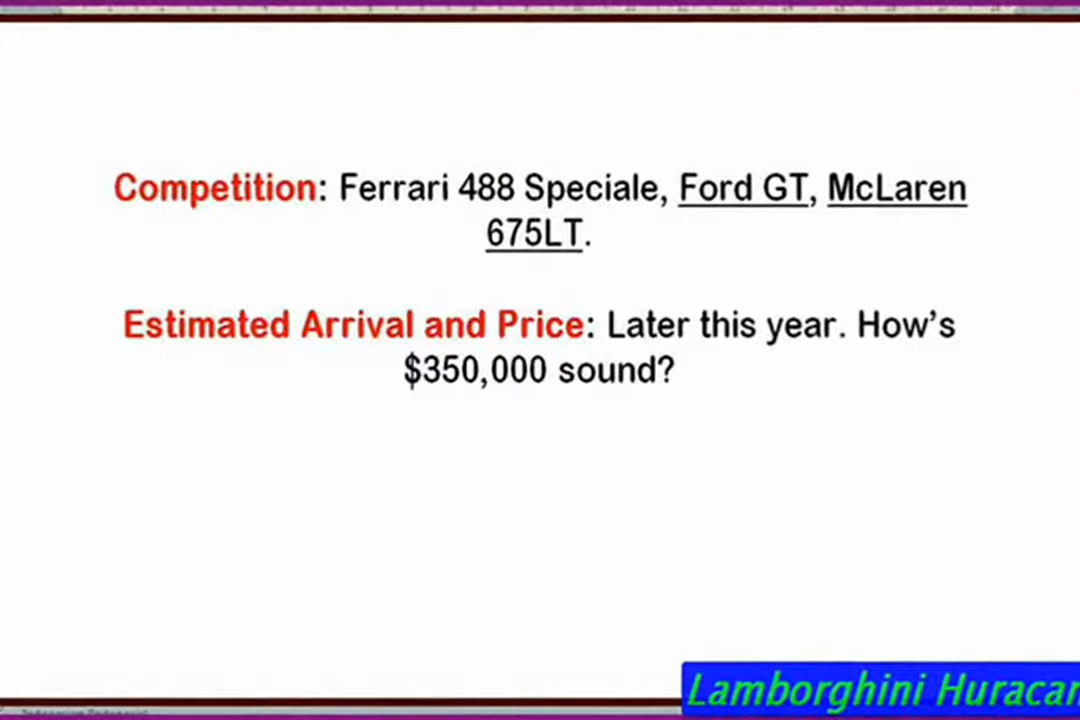 Competition: Ferrari 488 Speciale, Ford GT, McLaren
675LT.
Estimated Arrival and Price: Later this year. How’s
$350,000 sound?
Lamborghini Huracan